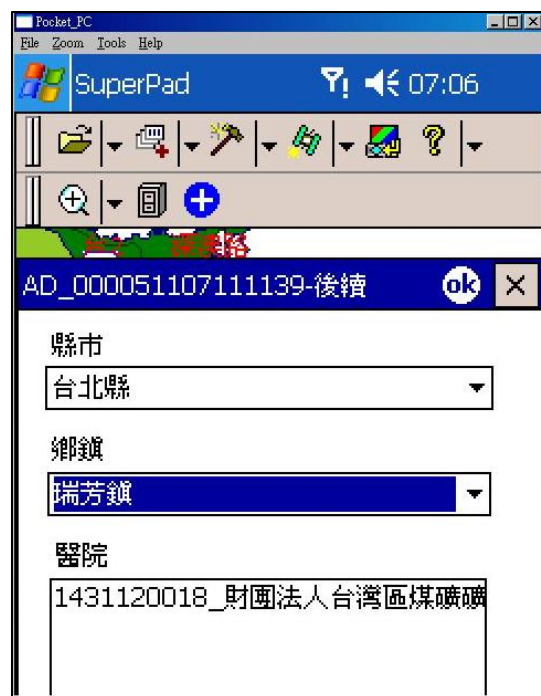 Pocket_PC
File Zoom Tools Help
SuperPad 07:06
AD_000051107111139-後續
ok
縣市
台北縣
鄉鎮
瑞芳鎮
醫院
1431120018_財團法人台灣區煤礦礦